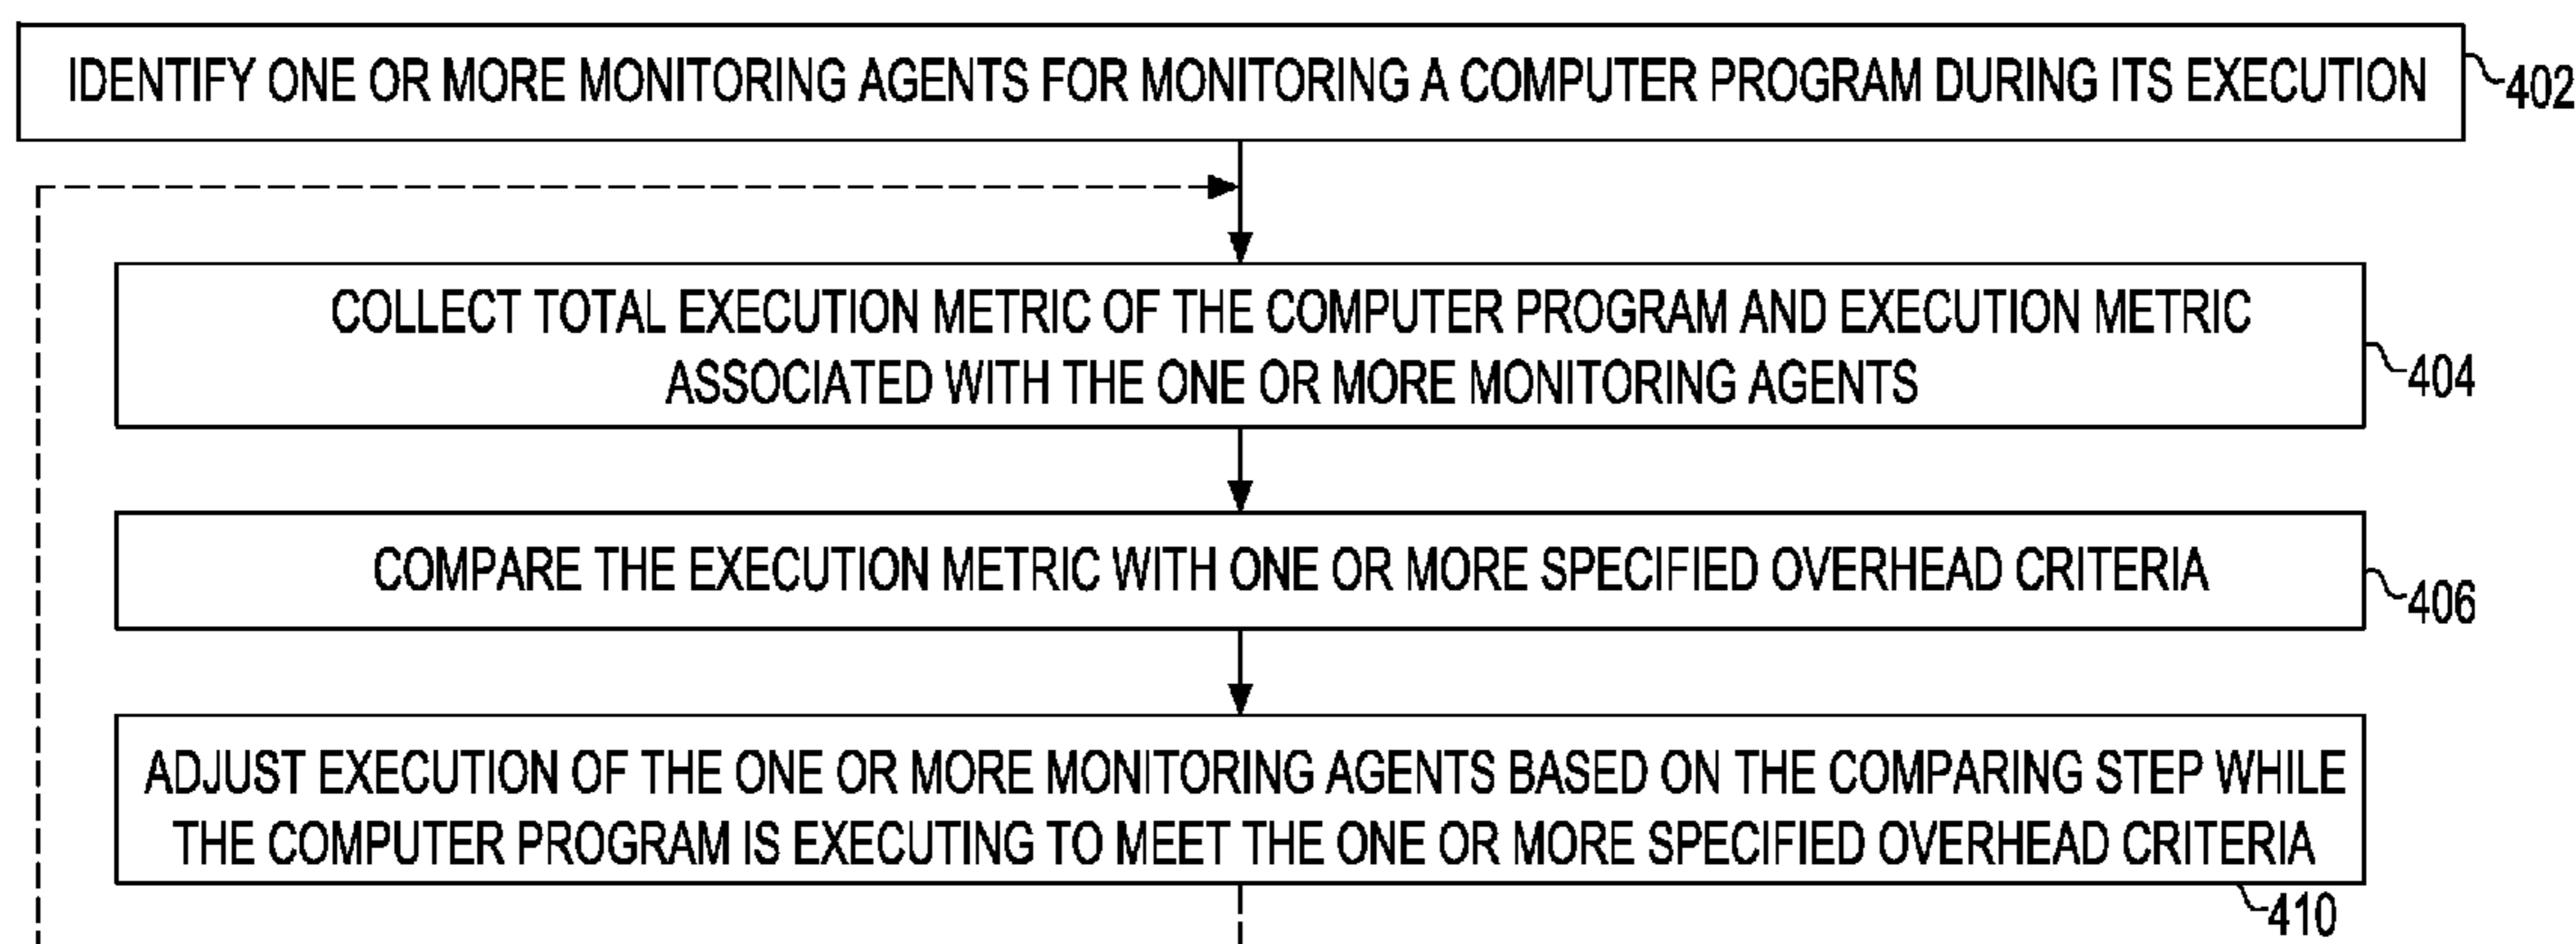 IDENTIFY ONE OR MORE MONITORING AGENTS FOR MONITORING A COMPUTER PROGRAM DURING ITS EXECUTION
402
COLLECT TOTAL EXECUTION METRIC OF THE COMPUTER PROGRAM AND EXECUTION METRIC
ASSOCIATED WITH THE ONE OR MORE MONITORING AGENTS
404
COMPARE THE EXECUTION METRIC WITH ONE OR MORE SPECIFIED OVERHEAD CRITERIA
406
ADJUST EXECUTION OF THE ONE OR MORE MONITORING AGENTS BASED ON THE COMPARING STEP WHILE
THE COMPUTER PROGRAM IS EXECUTING TO MEET THE ONE OR MORE SPECIFIED OVERHEAD CRITERIA
410